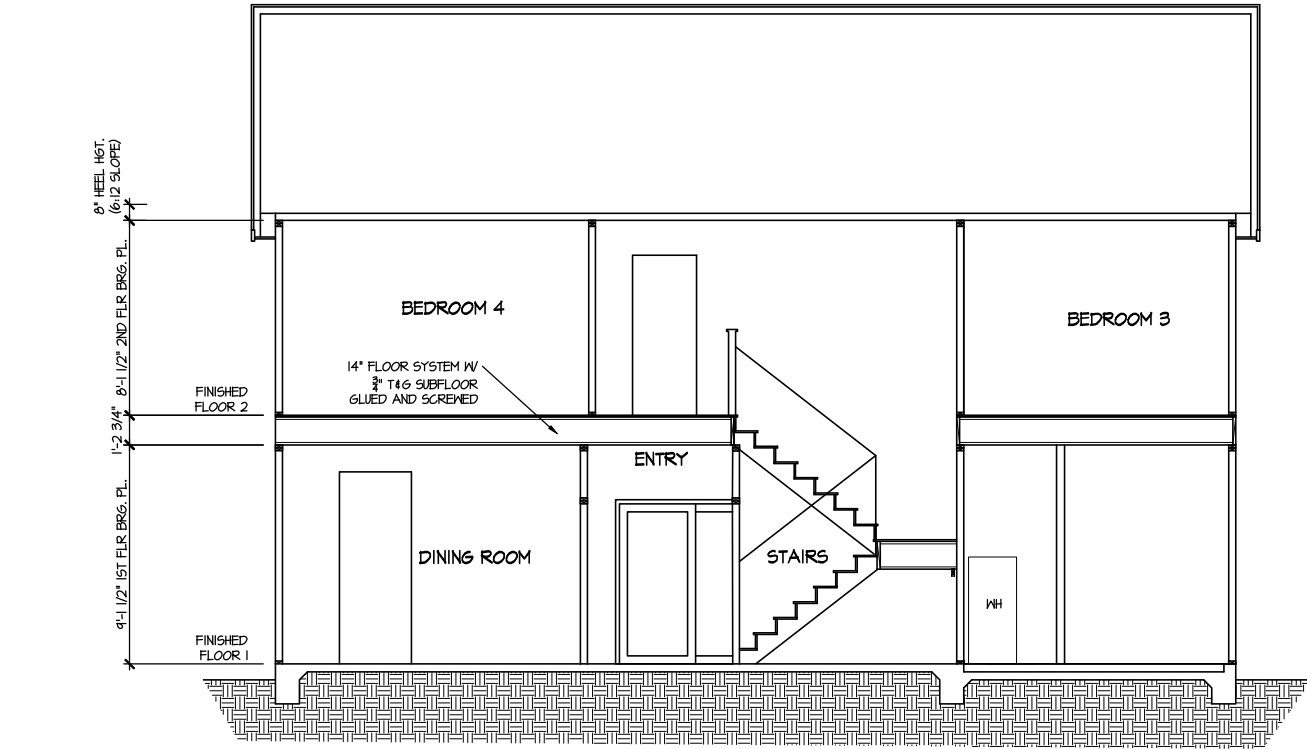 8" HEEL HGT.
(6:12 SLOPE)
8'-1 1/2" 2ND FLR BRG. PL.
BEDROOM 4
BEDROOM 3
14" FLOOR SYSTEM W/
3/4" T&G SUBFLOOR
GLUED AND SCREWED
FINISHED
FLOOR 2
1'-2 3/4"
ENTRY
9'-1 1/2" 1ST FLR BRG. PL.
DINING ROOM
STAIRS
WH
FINISHED
FLOOR 1